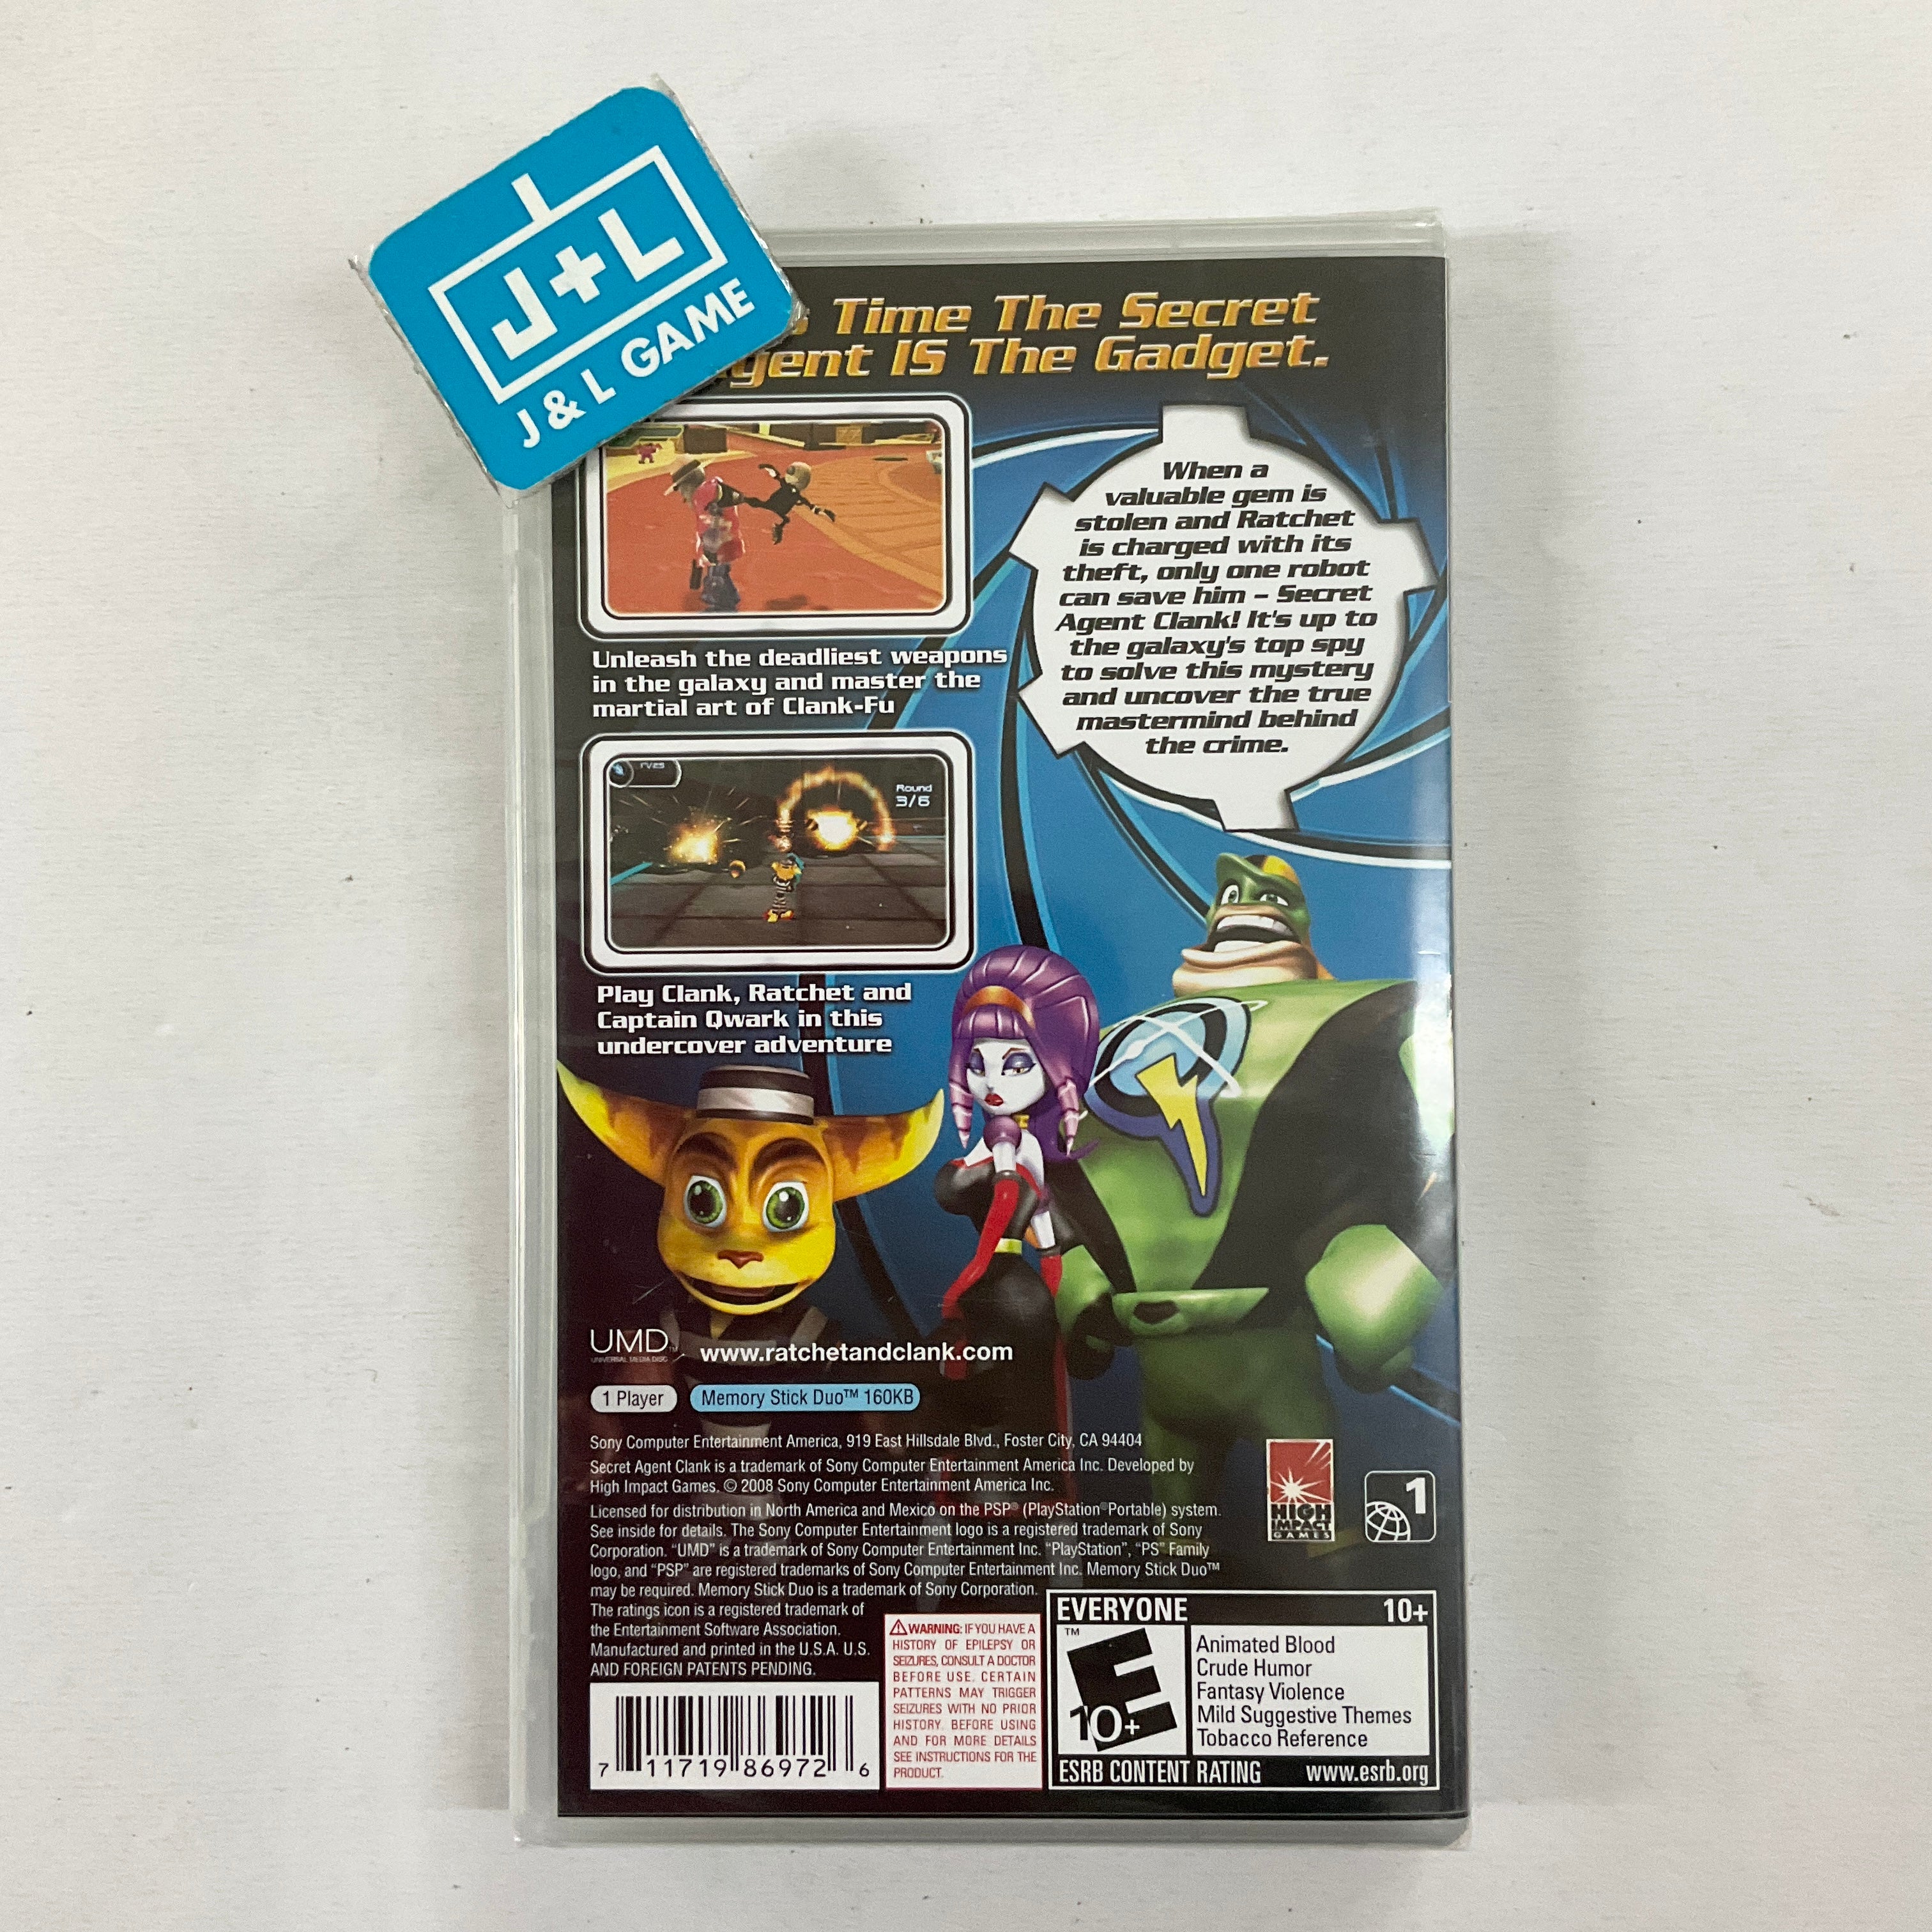 J+L
J & L GAME
Time The Secret
Agent IS The Gadget.
When a
valuable gem is
stolen and Ratchet
is charged with its
theft, only one robot
can save him – Secret
Agent Clank! It's up to
the galaxy's top spy
to solve this mystery
and uncover the true
mastermind behind
the crime.
Unleash the deadliest weapons
in the galaxy and master the
martial art of Clank-Fu
Round
3/6
Play Clank, Ratchet and
Captain Qwark in this
undercover adventure
UMD™
UNIVERSAL MEDIA DISC
www.ratchetandclank.com
1 Player
Memory Stick Duo™ 160KB
Sony Computer Entertainment America, 919 East Hillsdale Blvd., Foster City, CA 94404
Secret Agent Clank is a trademark of Sony Computer Entertainment America Inc. Developed by
High Impact Games. © 2008 Sony Computer Entertainment America Inc.
Licensed for distribution in North America and Mexico on the PSP® (PlayStation®Portable) system.
See inside for details. The Sony Computer Entertainment logo is a registered trademark of Sony
Corporation. “UMD” is a trademark of Sony Computer Entertainment Inc. “PlayStation”, “PS” Family
logo, and “PSP” are registered trademarks of Sony Computer Entertainment Inc. Memory Stick Duo™
may be required. Memory Stick Duo is a trademark of Sony Corporation.
The ratings icon is a registered trademark of
the Entertainment Software Association.
Manufactured and printed in the U.S.A. U.S.
AND FOREIGN PATENTS PENDING.
HIGH
IMPACT
GAMES
1
7 11719 86972 6
⚠WARNING: IF YOU HAVE A
HISTORY OF EPILEPSY OR
SEIZURES, CONSULT A DOCTOR
BEFORE USE. CERTAIN
PATTERNS MAY TRIGGER
SEIZURES WITH NO PRIOR
HISTORY. BEFORE USING
AND FOR MORE DETAILS
SEE INSTRUCTIONS FOR THE
PRODUCT.
EVERYONE 10+
™
E
10+
Animated Blood
Crude Humor
Fantasy Violence
Mild Suggestive Themes
Tobacco Reference
ESRB CONTENT RATING www.esrb.org